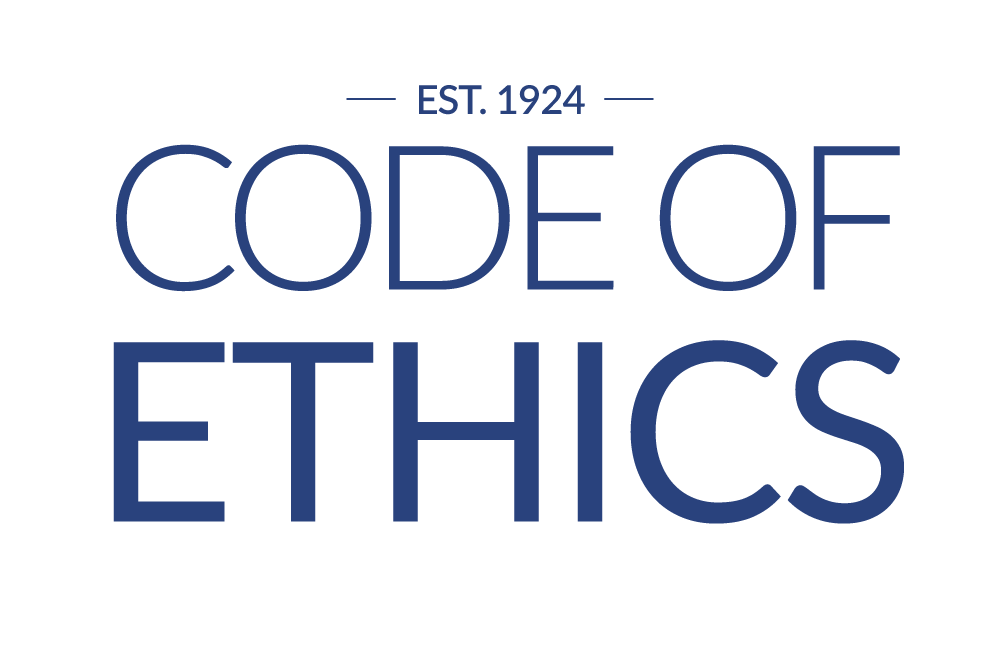 EST. 1924
CODE OF
ETHICS